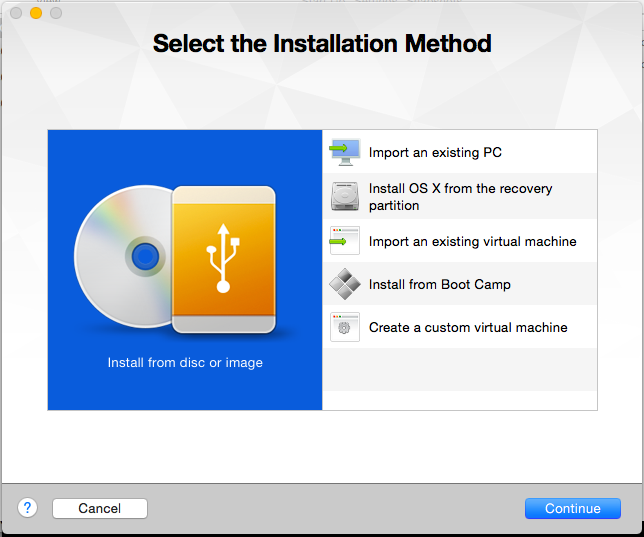 Select the Installation Method
Install from disc or image
Import an existing PC
Install OS X from the recovery
partition
Import an existing virtual machine
Install from Boot Camp
Create a custom virtual machine
?
Cancel
Continue